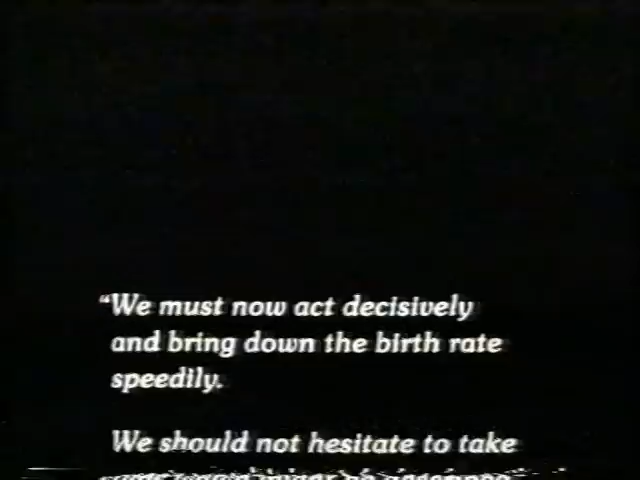 “We must now act decisively
and bring down the birth rate
speedily.
We should not hesitate to take